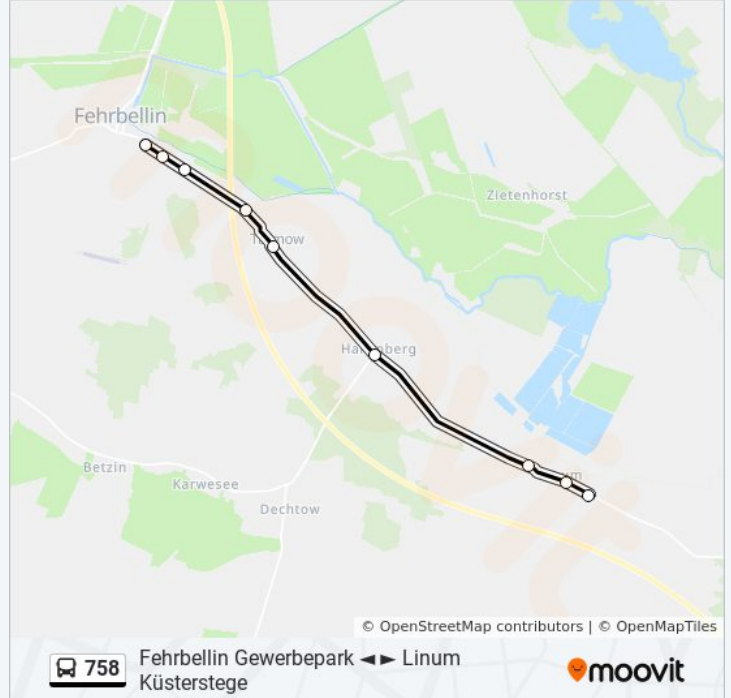 Fehrbellin
Zietenhorst
Betzin
Karwesee
Dechtow
© OpenStreetMap contributors | © OpenMapTiles
758
Fehrbellin Gewerbepark ◄► Linum
Küsterstege
moovit